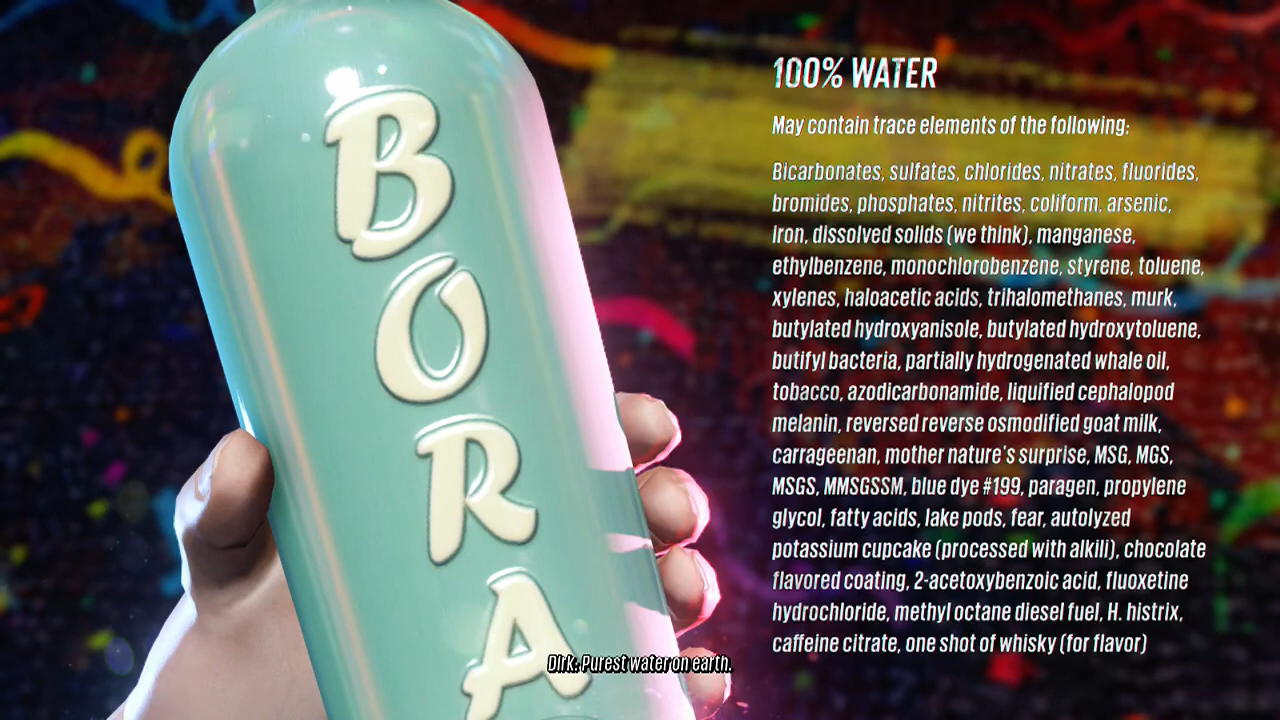 BORA
100% WATER
May contain trace elements of the following:
Bicarbonates, sulfates, chlorides, nitrates, fluorides,
bromides, phosphates, nitrites, coliform, arsenic,
iron, dissolved solids (we think), manganese,
ethylbenzene, monochlorobenzene, styrene, toluene,
xylenes, haloacetic acids, trihalomethanes, murk,
butylated hydroxyanisole, butylated hydroxytoluene,
butifyl bacteria, partially hydrogenated whale oil,
tobacco, azodicarbonamide, liquified cephalopod
melanin, reversed reverse osmodified goat milk,
carrageenan, mother nature's surprise, MSG, MGS,
MSGS, MMSGSSM, blue dye #199, paragen, propylene
glycol, fatty acids, lake pods, fear, autolyzed
potassium cupcake (processed with alkili), chocolate
flavored coating, 2-acetoxybenzoic acid, fluoxetine
hydrochloride, methyl octane diesel fuel, H. histrix,
caffeine citrate, one shot of whisky (for flavor)
Dirk: Purest water on earth.